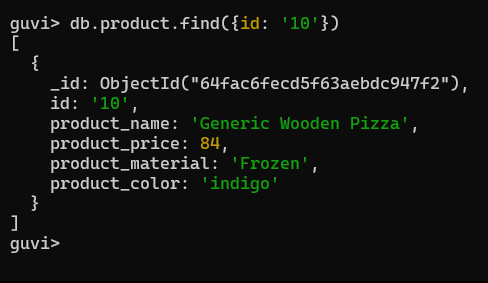 guvi> db.product.find({id: '10'})
[
  {
    _id: ObjectId("64fac6fecd5f63aebdc947f2"),
    id: '10',
    product_name: 'Generic Wooden Pizza',
    product_price: 84,
    product_material: 'Frozen',
    product_color: 'indigo'
  }
]
guvi>